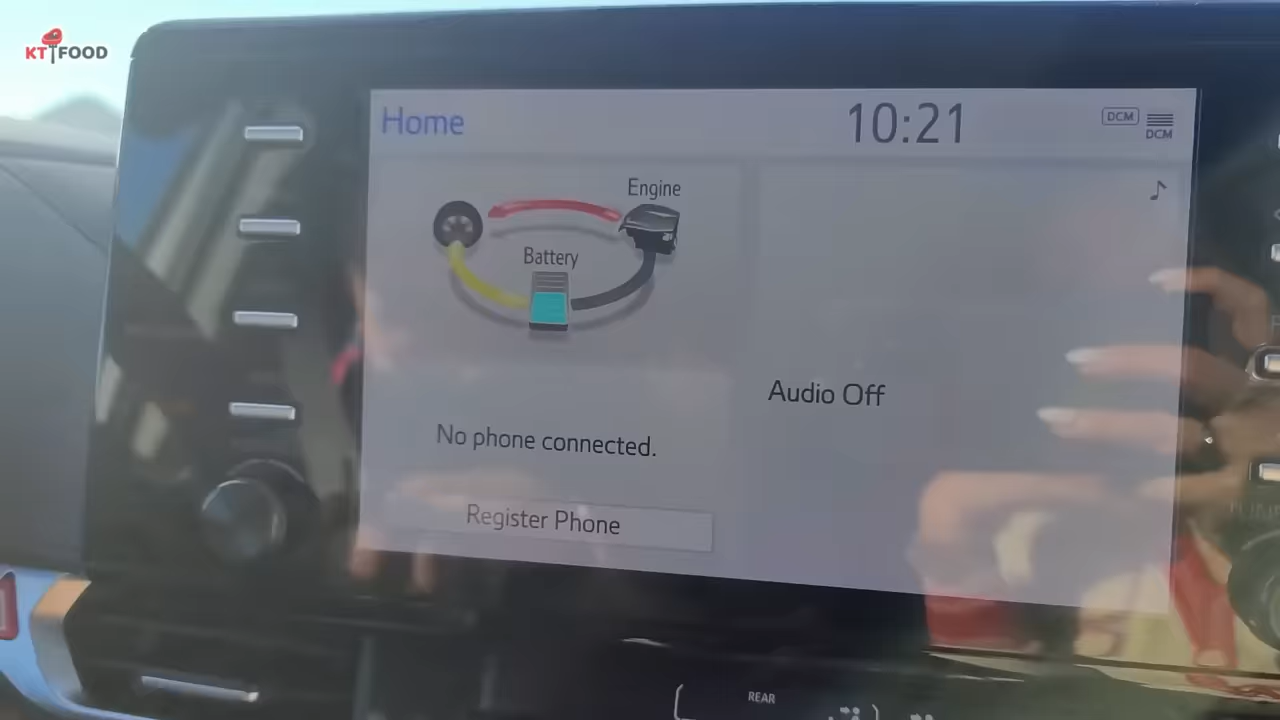 KT FOOD
Home
10:21
DCM
DCM
Engine
Battery
Audio Off
No phone connected.
Register Phone
REAR